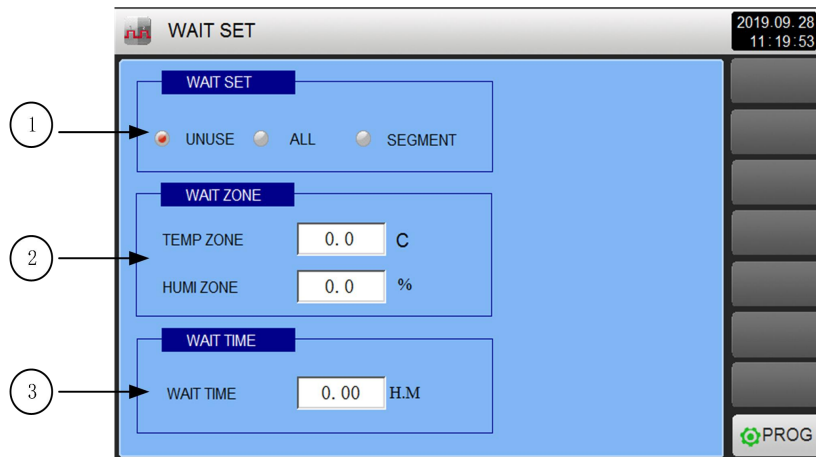 WAIT SET
2019.09.28
11:19:53
WAIT SET
1
UNUSE ALL SEGMENT
WAIT ZONE
TEMP ZONE 0.0 C
2
HUMI ZONE 0.0 %
WAIT TIME
3
WAIT TIME 0.00 H.M
PROG